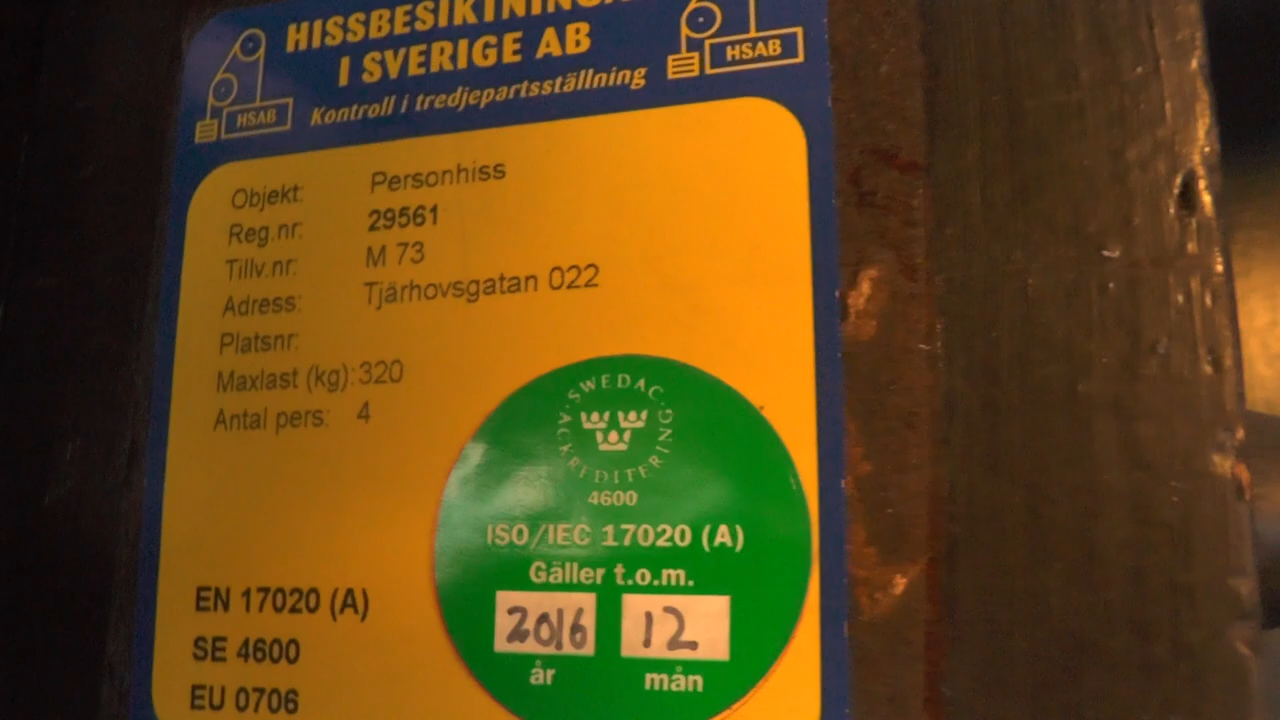 I SVERIGE AB
Kontroll i tredjepartsställning
HSAB
HSAB
Objekt: Personhiss
Reg.nr: 29561
Tillv.nr: M 73
Adress: Tjärhovsgatan 022
Platsnr:
Maxlast (kg): 320
Antal pers: 4
SWEDAC
ACKREDITERING
4600
ISO/IEC 17020 (A)
Gäller t.o.m.
2016 12
år mån
EN 17020 (A)
SE 4600
EU 0706